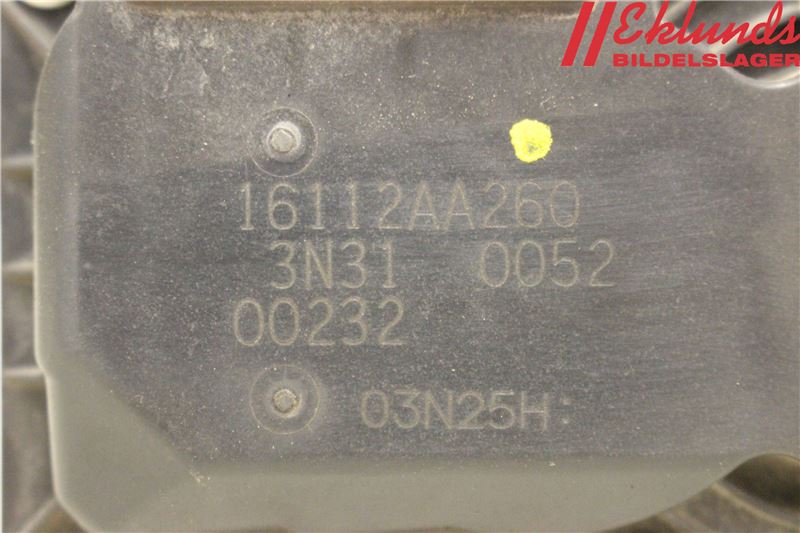 Eklunds
BILDELSLAGER
16112AA260
3N31 0052
00232
03N25H: